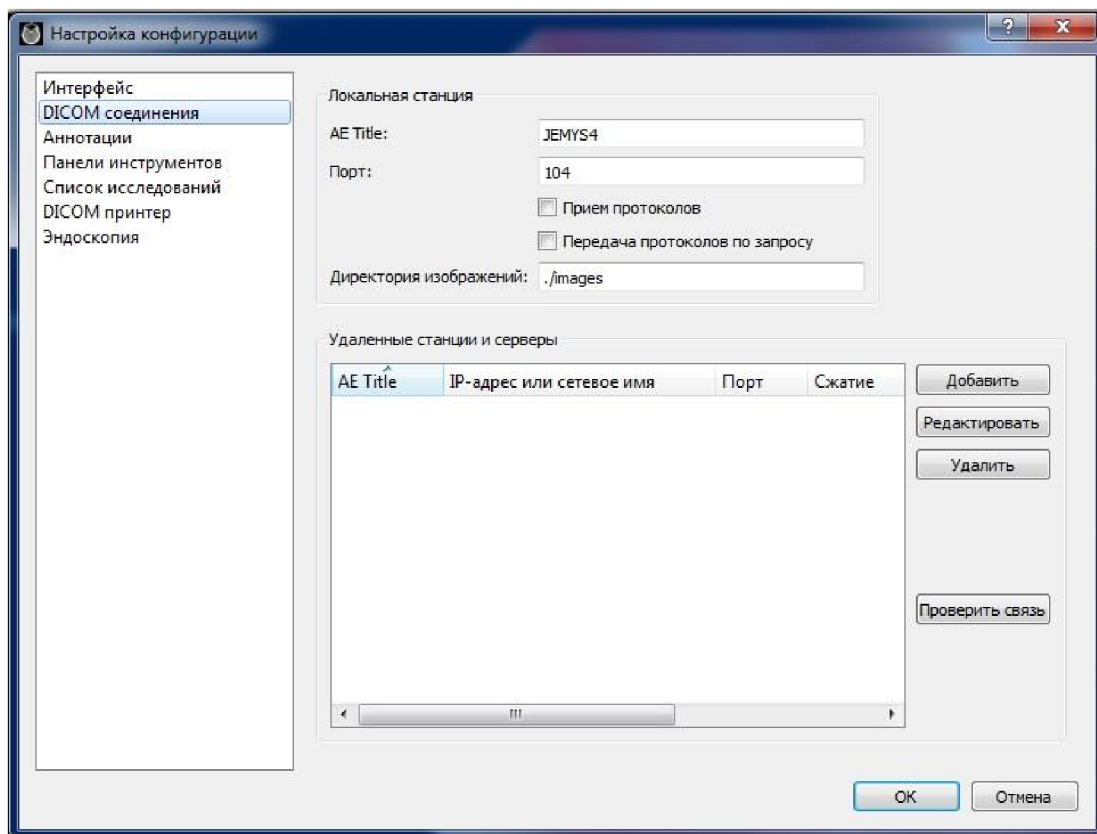 Настройка конфигурации
Интерфейс
DICOM соединения
Аннотации
Панели инструментов
Список исследований
DICOM принтер
Эндоскопия
Локальная станция
AE Title: JEMYS4
Порт: 104
Прием протоколов
Передача протоколов по запросу
Директория изображений: ./images
Удаленные станции и серверы
AE Title IP-адрес или сетевое имя Порт Сжатие
Добавить
Редактировать
Удалить
Проверить связь
OK Отмена